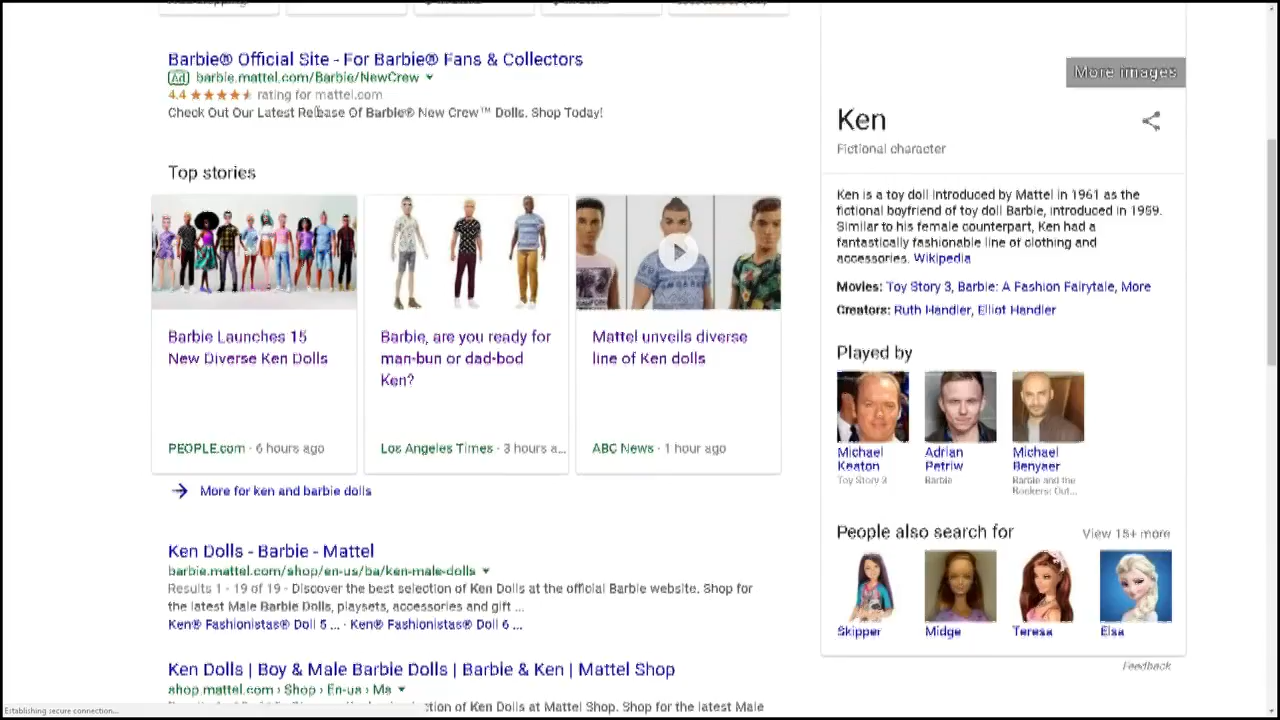 Barbie® Official Site - For Barbie® Fans & Collectors
Ad barbie.mattel.com/Barbie/NewCrew
4.4 rating for mattel.com
Check Out Our Latest Release Of Barbie® New Crew™ Dolls. Shop Today!
Top stories
Barbie Launches 15
New Diverse Ken Dolls
PEOPLE.com · 6 hours ago
Barbie, are you ready for
man-bun or dad-bod
Ken?
Los Angeles Times · 3 hours a...
Mattel unveils diverse
line of Ken dolls
ABC News · 1 hour ago
More for ken and barbie dolls
Ken Dolls - Barbie - Mattel
barbie.mattel.com/shop/en-us/ba/ken-male-dolls
Results 1 - 19 of 19 - Discover the best selection of Ken Dolls at the official Barbie website. Shop for
the latest Male Barbie Dolls, playsets, accessories and gift ...
Ken® Fashionistas® Doll 5 ... · Ken® Fashionistas® Doll 6 ...
Ken Dolls | Boy & Male Barbie Dolls | Barbie & Ken | Mattel Shop
shop.mattel.com › Shop › En-us › Ma
ction of Ken Dolls at Mattel Shop. Shop for the latest Male
Establishing secure connection...
More images
Ken
Fictional character
Ken is a toy doll introduced by Mattel in 1961 as the
fictional boyfriend of toy doll Barbie, introduced in 1959.
Similar to his female counterpart, Ken had a
fantastically fashionable line of clothing and
accessories. Wikipedia
Movies: Toy Story 3, Barbie: A Fashion Fairytale, More
Creators: Ruth Handler, Elliot Handler
Played by
Michael
Keaton
Toy Story 3
Adrian
Petriw
Barbie
Michael
Benyaer
Barbie and the
Rockers: Out...
People also search for
View 15+ more
Skipper
Midge
Teresa
Elsa
Feedback